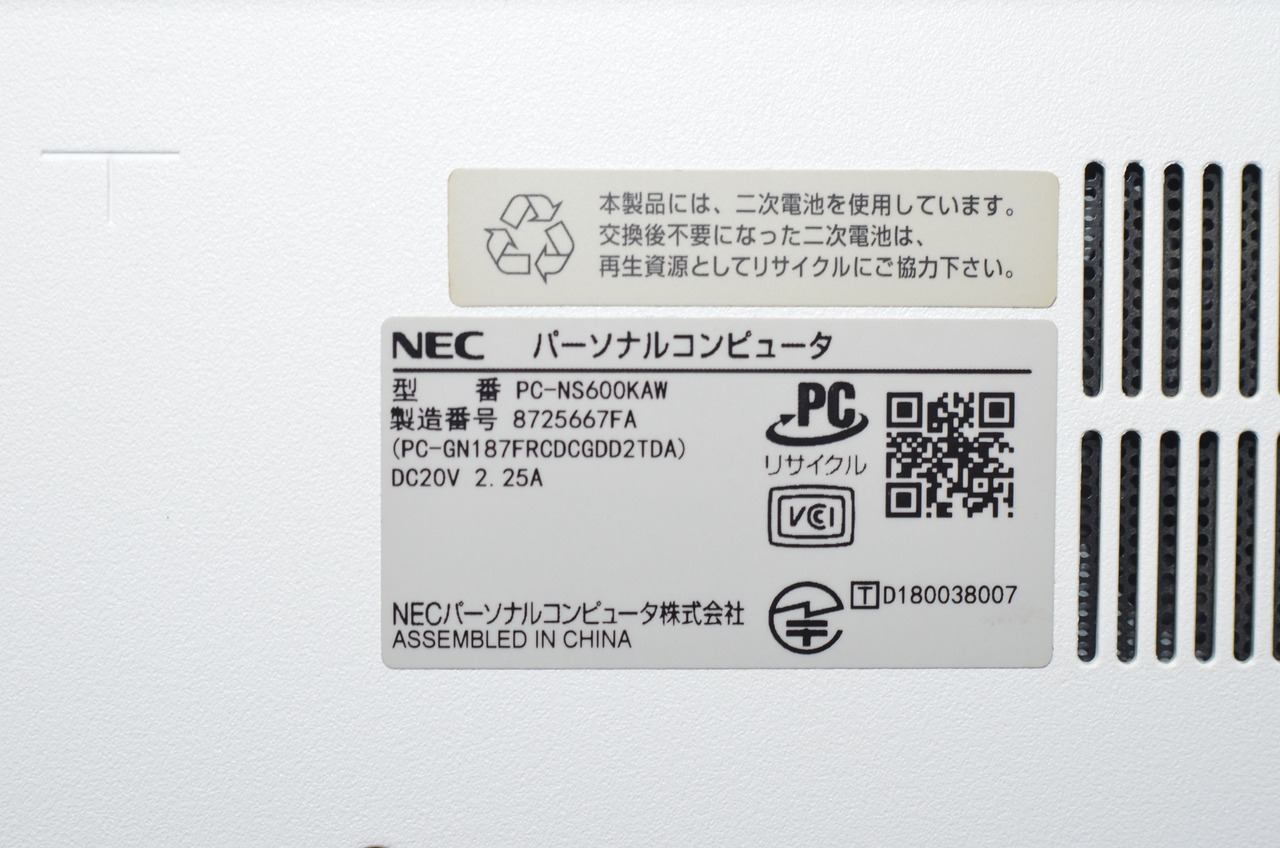 本製品には、二次電池を使用しています。
交換後不要になった二次電池は、
再生資源としてリサイクルにご協力下さい。
NEC パーソナルコンピュータ
型 番 PC-NS600KAW
製造番号 8725667FA
(PC-GN187FRCDCGDD2TDA)
DC20V 2.25A
PC
リサイクル
VCCI
NECパーソナルコンピュータ株式会社
ASSEMBLED IN CHINA
T D180038007